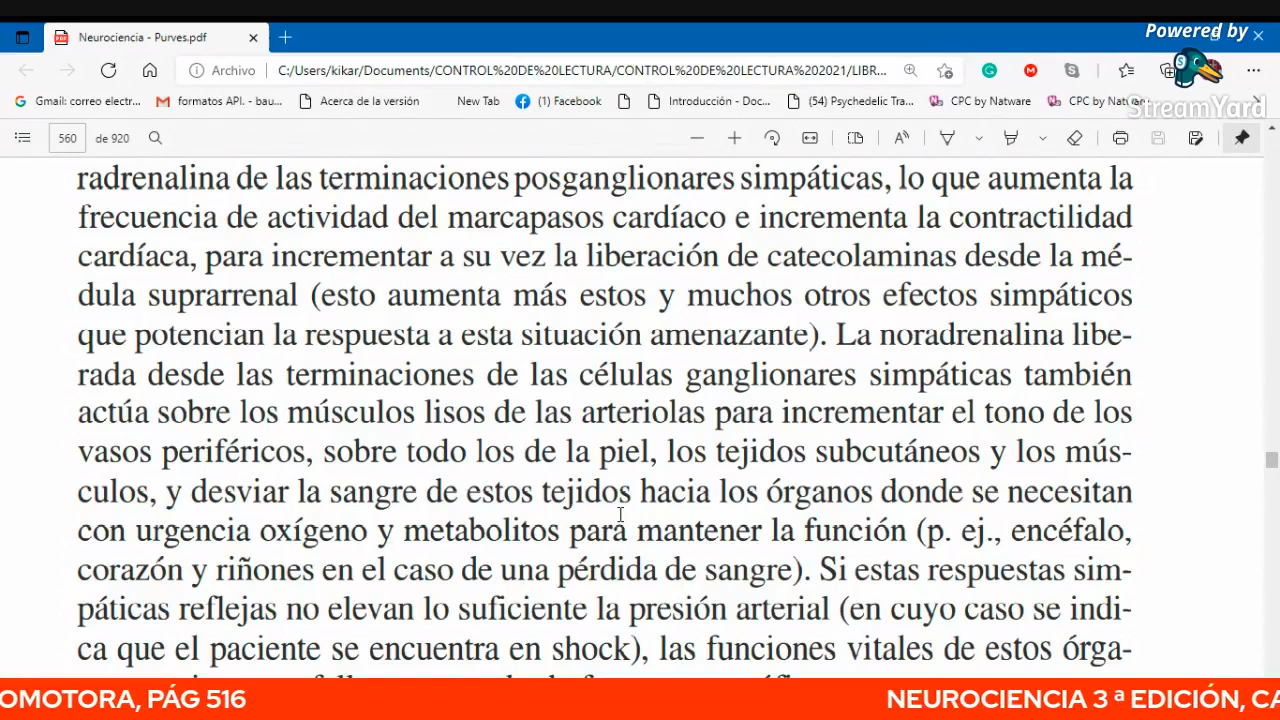 Powered by
Neurociencia - Purves.pdf
Archivo
C:/Users/kikar/Documents/CONTROL%20DE%20LECTURA/CONTROL%20DE%20LECTURA%202021/LIBR...
Gmail: correo electr...
formatos API. - bau...
Acerca de la versión
New Tab
(1) Facebook
Introducción - Doc...
(54) Psychedelic Tra...
CPC by Natware
CPC by Natware
StreamYard
560
de 920
radrenalina de las terminaciones posganglionares simpáticas, lo que aumenta la
frecuencia de actividad del marcapasos cardíaco e incrementa la contractilidad
cardíaca, para incrementar a su vez la liberación de catecolaminas desde la mé-
dula suprarrenal (esto aumenta más estos y muchos otros efectos simpáticos
que potencian la respuesta a esta situación amenazante). La noradrenalina libe-
rada desde las terminaciones de las células ganglionares simpáticas también
actúa sobre los músculos lisos de las arteriolas para incrementar el tono de los
vasos periféricos, sobre todo los de la piel, los tejidos subcutáneos y los mús-
culos, y desviar la sangre de estos tejidos hacia los órganos donde se necesitan
con urgencia oxígeno y metabolitos para mantener la función (p. ej., encéfalo,
corazón y riñones en el caso de una pérdida de sangre). Si estas respuestas sim-
páticas reflejas no elevan lo suficiente la presión arterial (en cuyo caso se indi-
ca que el paciente se encuentra en shock), las funciones vitales de estos órga-
OMOTORA, PÁG 516
NEUROCIENCIA 3 ª EDICIÓN, CA